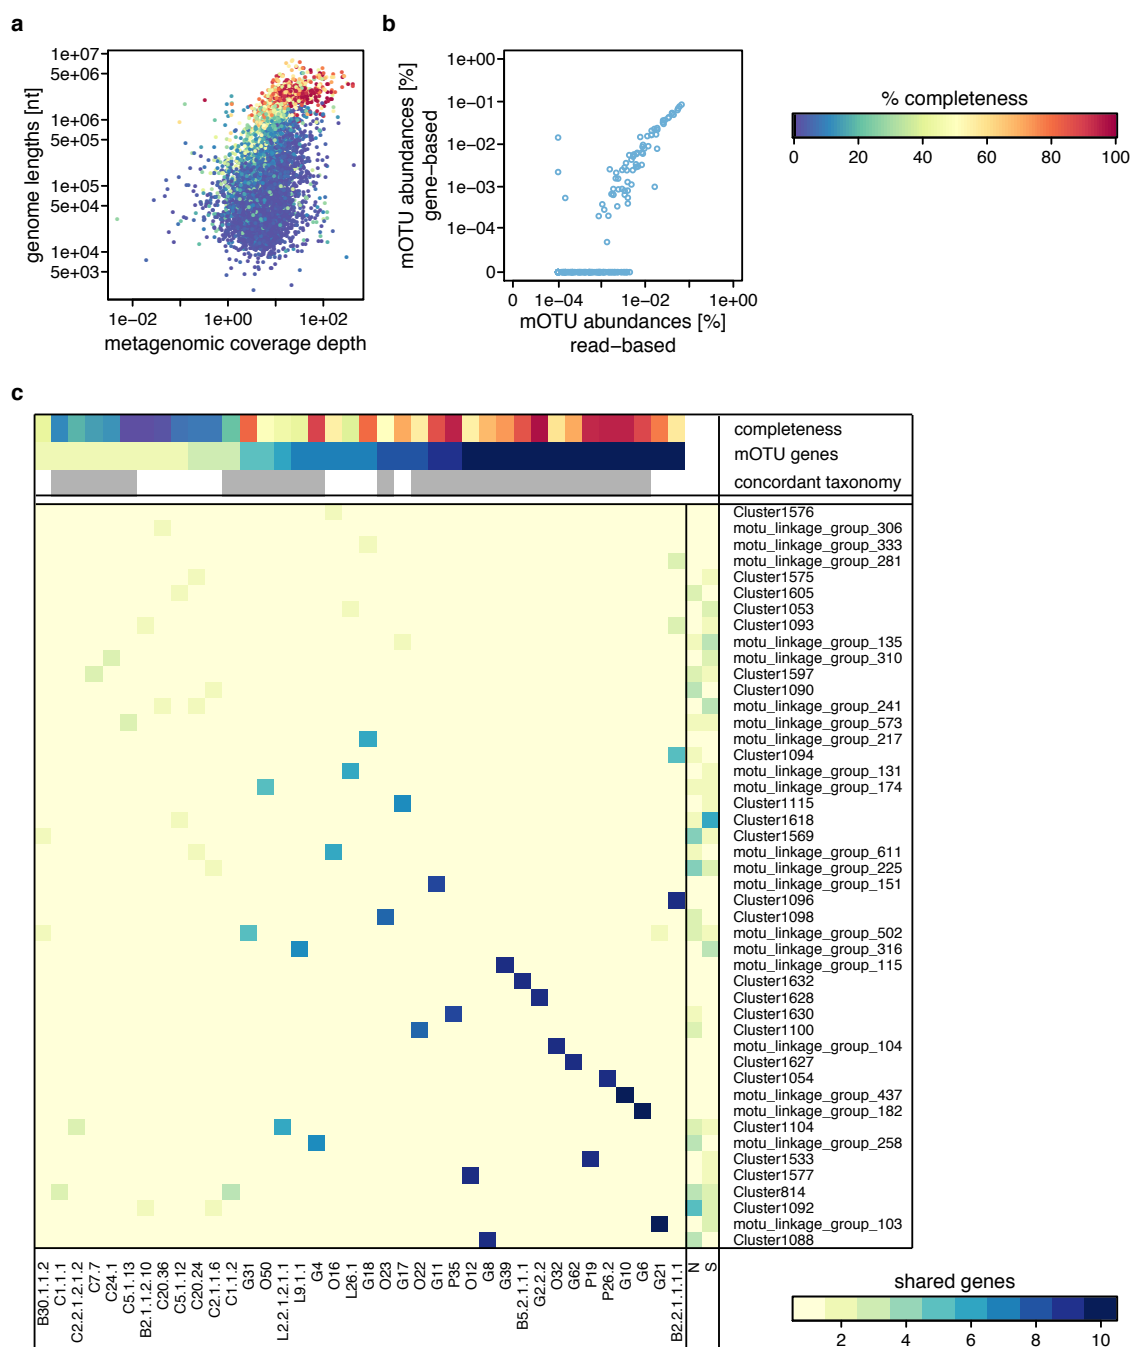 a
1e+07
5e+06
1e+06
5e+05
1e+05
5e+04
1e+04
5e+03
genome lengths [nt]
1e−02
1e+00
1e+02
metagenomic coverage depth
b
1e+00
1e−01
1e−02
1e−03
1e−04
0
mOTU abundances [%]
gene−based
0
1e−04
1e−02
1e+00
mOTU abundances [%]
read−based
% completeness
0
20
40
60
80
100
c
completeness
mOTU genes
concordant taxonomy
Cluster1576
motu_linkage_group_306
motu_linkage_group_333
motu_linkage_group_281
Cluster1575
Cluster1605
Cluster1053
Cluster1093
motu_linkage_group_135
motu_linkage_group_310
Cluster1597
Cluster1090
motu_linkage_group_241
motu_linkage_group_573
motu_linkage_group_217
Cluster1094
motu_linkage_group_131
motu_linkage_group_174
Cluster1115
Cluster1618
Cluster1569
motu_linkage_group_611
motu_linkage_group_225
motu_linkage_group_151
Cluster1096
Cluster1098
motu_linkage_group_502
motu_linkage_group_316
motu_linkage_group_115
Cluster1632
Cluster1628
Cluster1630
Cluster1100
motu_linkage_group_104
Cluster1627
Cluster1054
motu_linkage_group_437
motu_linkage_group_182
Cluster1104
motu_linkage_group_258
Cluster1533
Cluster1577
Cluster814
Cluster1092
motu_linkage_group_103
Cluster1088
B30.1.1.2
C1.1.1
C2.2.1.2.1.2
C7.7
C24.1
C5.1.13
B2.1.1.2.10
C20.36
C5.1.12
C20.24
C2.1.1.6
C1.1.2
G31
O50
L2.2.1.2.1.1
L9.1.1
G4
O16
L26.1
G18
O23
G17
O22
G11
P35
O12
G8
G39
B5.2.1.1.1
G2.2.2
O32
G62
P19
P26.2
G10
G6
G21
B2.2.1.1.1.1
N
S
shared genes
2
4
6
8
10